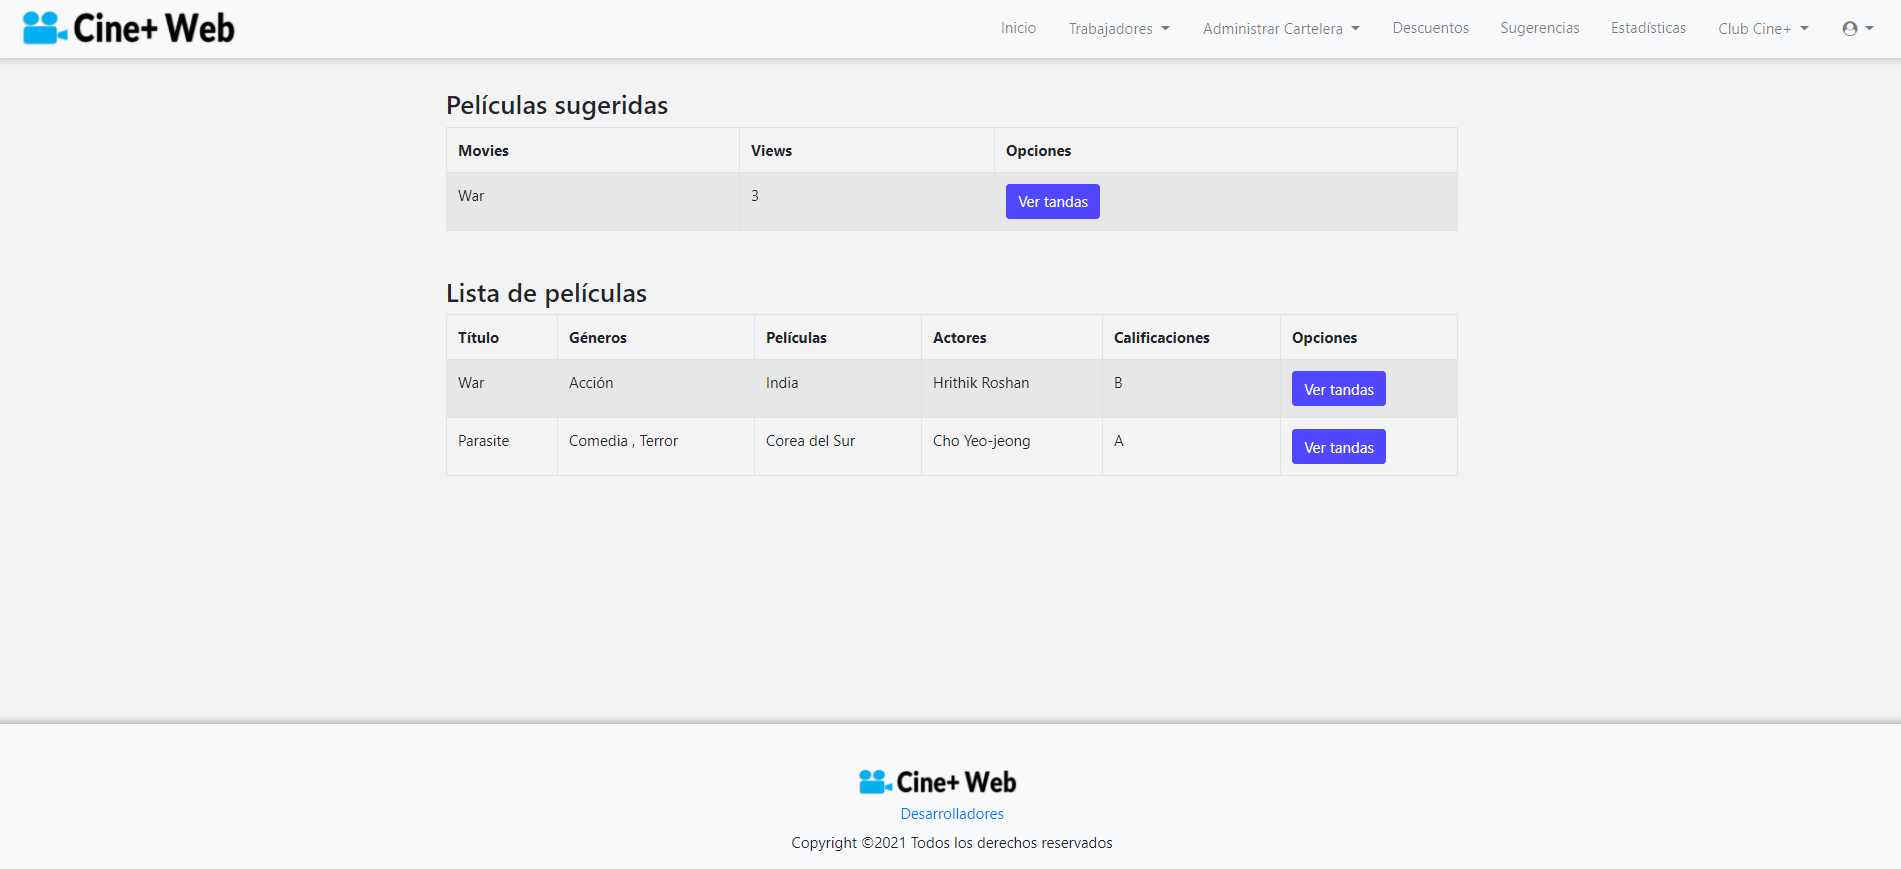 Cine+ Web Inicio Trabajadores Administrar Cartelera Descuentos Sugerencias Estadísticas Club Cine+
Películas sugeridas
Movies Views Opciones
War 3 Ver tandas
Lista de películas
Título Géneros Películas Actores Calificaciones Opciones
War Acción India Hrithik Roshan B Ver tandas
Parasite Comedia , Terror Corea del Sur Cho Yeo-jeong A Ver tandas
Cine+ Web
Desarrolladores
Copyright ©2021 Todos los derechos reservados